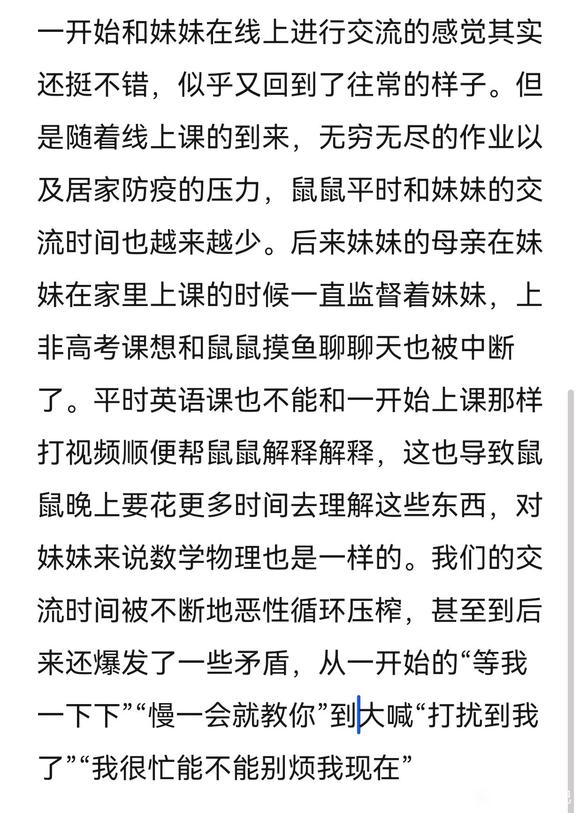 一开始和妹妹在线上进行交流的感觉其实
还挺不错，似乎又回到了往常的样子。但
是随着线上课的到来，无穷无尽的作业以
及居家防疫的压力，鼠鼠平时和妹妹的交
流时间也越来越少。后来妹妹的母亲在妹
妹在家里上课的时候一直监督着妹妹，上
非高考课想和鼠鼠摸鱼聊聊天也被中断
了。平时英语课也不能和一开始上课那样
打视频顺便帮鼠鼠解释解释，这也导致鼠
鼠晚上要花更多时间去理解这些东西，对
妹妹来说数学物理也是一样的。我们的交
流时间被不断地恶性循环压榨，甚至到后
来还爆发了一些矛盾，从一开始的“等我
一下下”“慢一会就教你”到大喊“打扰到我
了”“我很忙能不能别烦我现在”